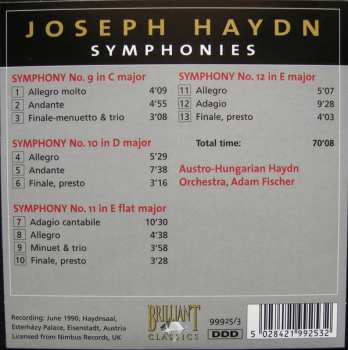 JOSEPH HAYDN
SYMPHONIES
SYMPHONY No. 9 in C major
1 Allegro molto 4'09
2 Andante 4'55
3 Finale-menuetto & trio 3'08
SYMPHONY No. 10 in D major
4 Allegro 5'29
5 Andante 7'38
6 Finale, presto 3'16
SYMPHONY No. 11 in E flat major
7 Adagio cantabile 10'30
8 Allegro 4'38
9 Minuet & trio 3'58
10 Finale, presto 3'28
SYMPHONY No. 12 in E major
11 Allegro 5'07
12 Adagio 9'28
13 Finale, presto 4'03
Total time: 70'08
Austro-Hungarian Haydn
Orchestra, Adam Fischer
Recording: June 1990, Haydnsaal,
Esterházy Palace, Eisenstadt, Austria
Licensed from Nimbus Records, UK
BRILLIANT
CLASSICS
99925/3
DDD
5 028421 992532